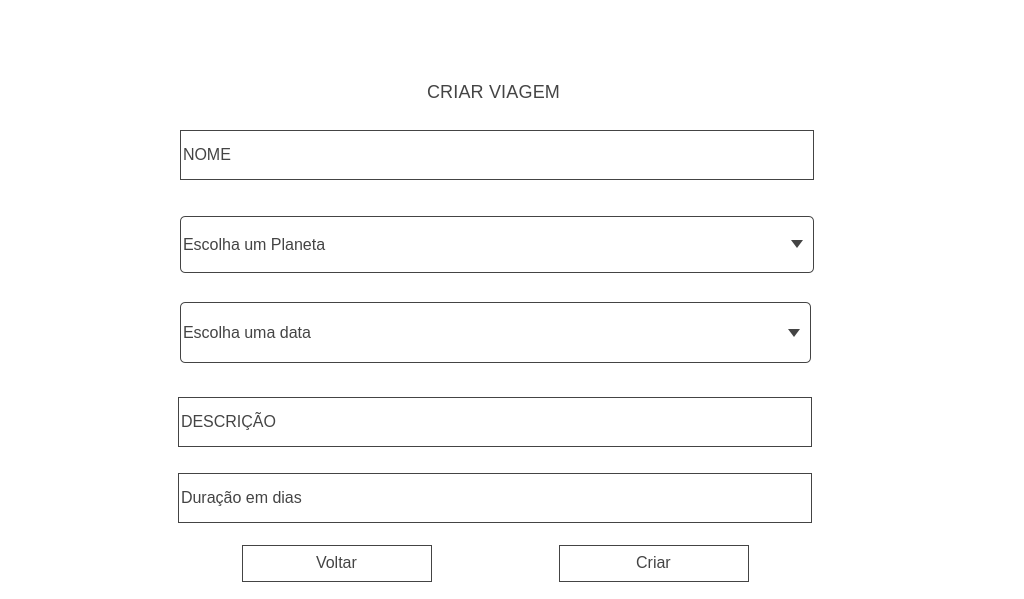 CRIAR VIAGEM
NOME
Escolha um Planeta
Escolha uma data
DESCRIÇÃO
Duração em dias
Voltar
Criar